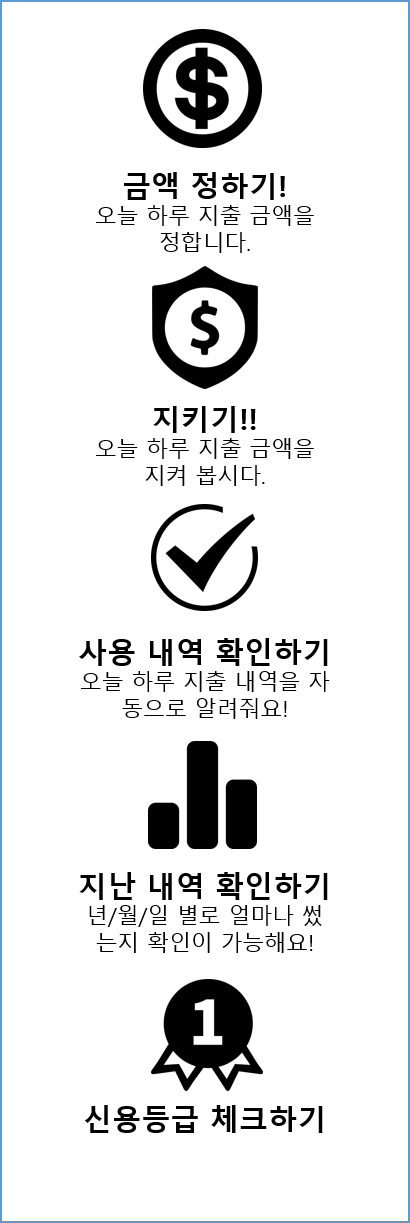 $
금액 정하기!
오늘 하루 지출 금액을
정합니다.
$
지키기!!
오늘 하루 지출 금액을
지켜 봅시다.
사용 내역 확인하기
오늘 하루 지출 내역을 자
동으로 알려줘요!
지난 내역 확인하기
년/월/일 별로 얼마나 썼
는지 확인이 가능해요!
1
신용등급 체크하기